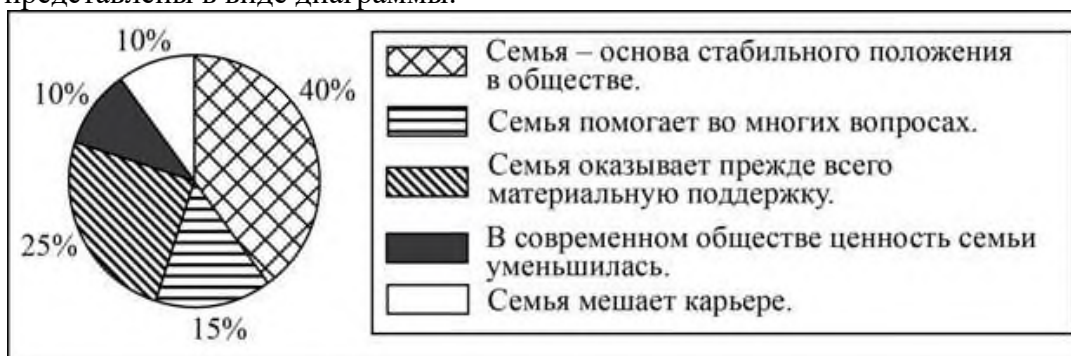 представлены в виде диаграммы.
10%
10%
40%
25%
15%
Семья – основа стабильного положения
в обществе.
Семья помогает во многих вопросах.
Семья оказывает прежде всего
материальную поддержку.
В современном обществе ценность семьи
уменьшилась.
Семья мешает карьере.